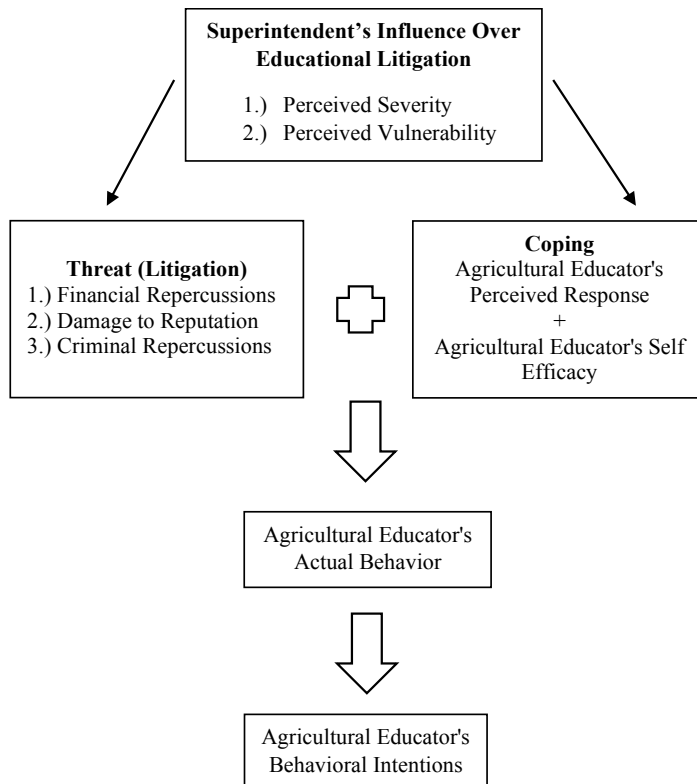 Superintendent’s Influence Over
Educational Litigation
1.) Perceived Severity
2.) Perceived Vulnerability
Threat (Litigation)
1.) Financial Repercussions
2.) Damage to Reputation
3.) Criminal Repercussions
Coping
Agricultural Educator's
Perceived Response
+
Agricultural Educator's Self
Efficacy
Agricultural Educator's
Actual Behavior
Agricultural Educator's
Behavioral Intentions